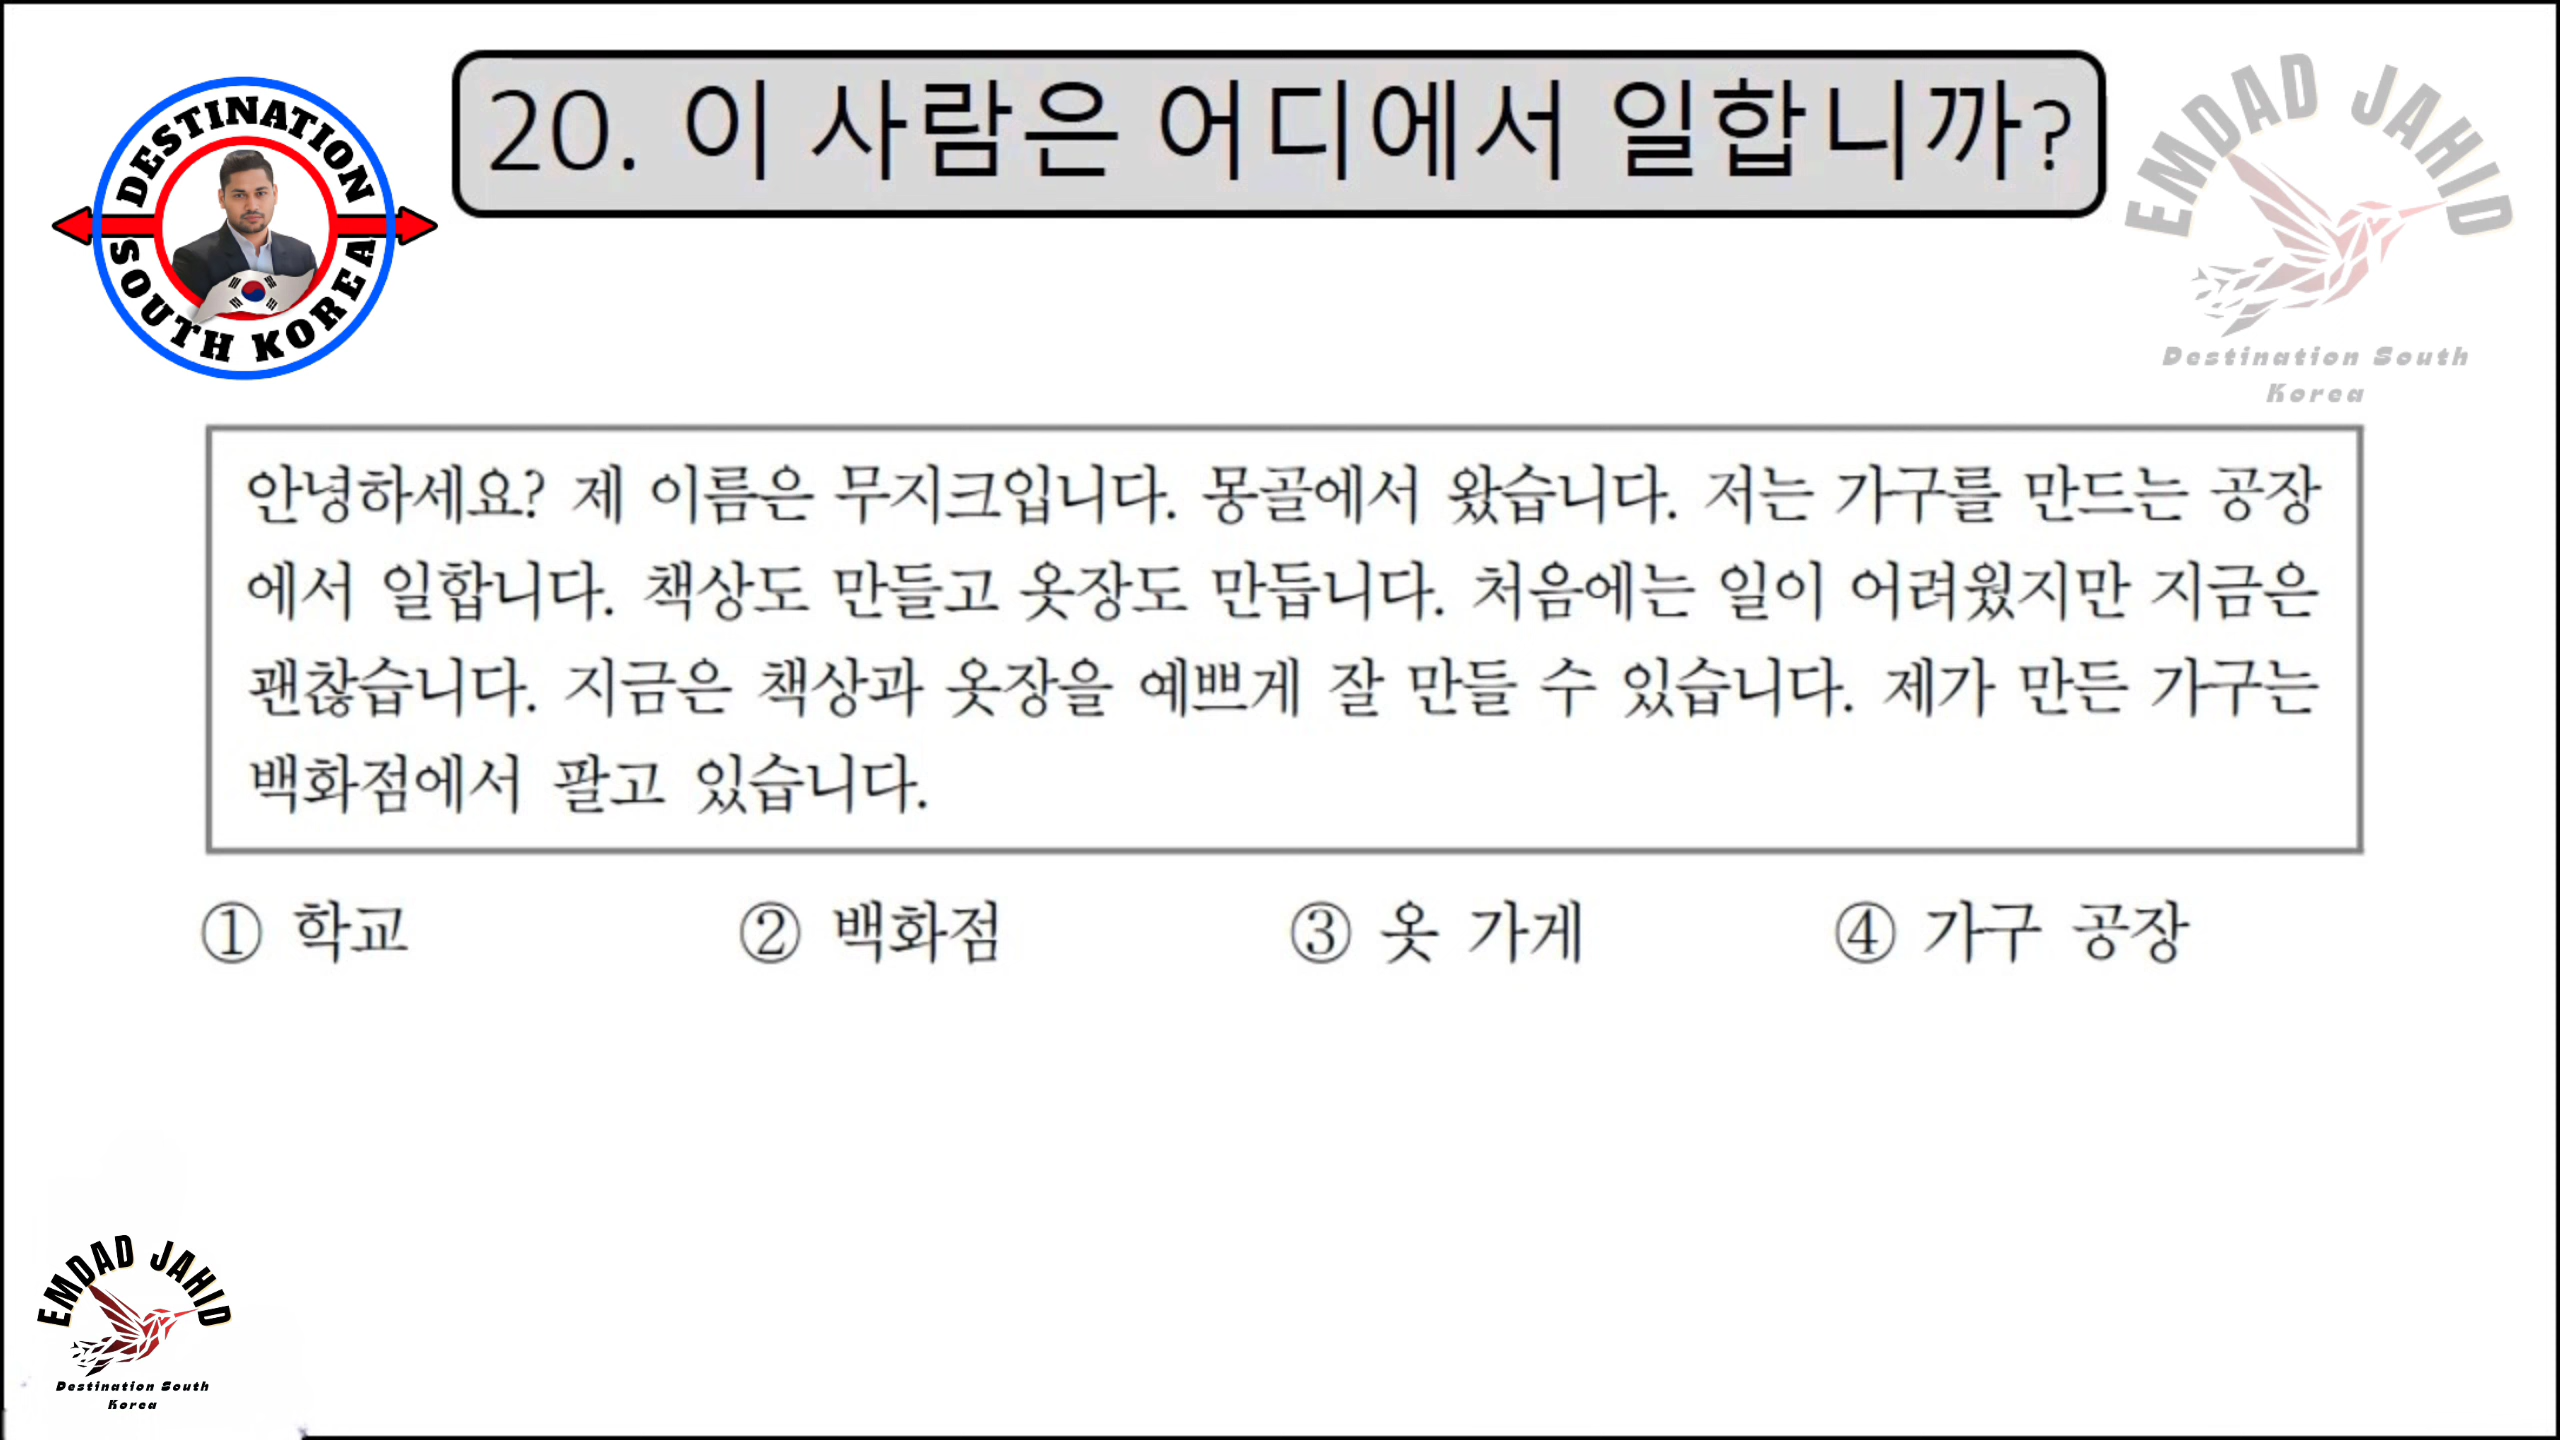 20. 이 사람은 어디에서 일합니까?
DESTINATION
SOUTH KOREA
EMDAD JAHID
Destination South
Korea
안녕하세요? 제 이름은 무지크입니다. 몽골에서 왔습니다. 저는 가구를 만드는 공장
에서 일합니다. 책상도 만들고 옷장도 만듭니다. 처음에는 일이 어려웠지만 지금은
괜찮습니다. 지금은 책상과 옷장을 예쁘게 잘 만들 수 있습니다. 제가 만든 가구는
백화점에서 팔고 있습니다.
① 학교 ② 백화점 ③ 옷 가게 ④ 가구 공장
EMDAD JAHID
Destination South
Korea